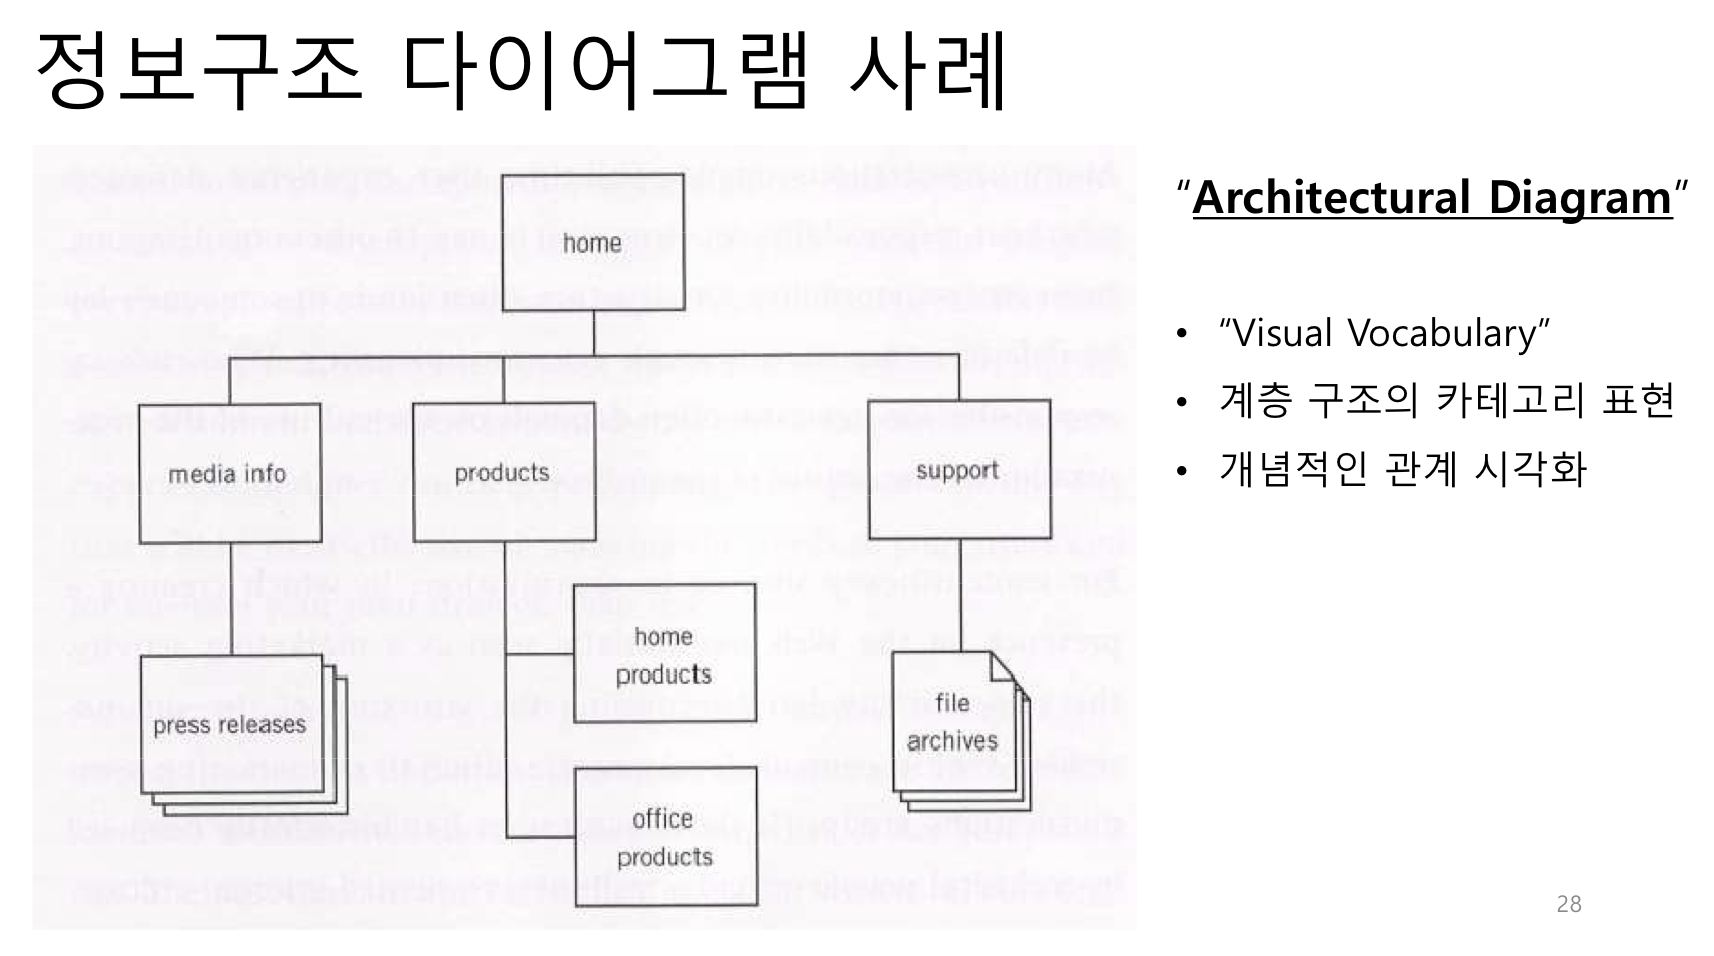 정보구조 다이어그램 사례
home
media info
products
support
press releases
home
products
office
products
file
archives
“Architectural Diagram”
• “Visual Vocabulary”
• 계층 구조의 카테고리 표현
• 개념적인 관계 시각화
28